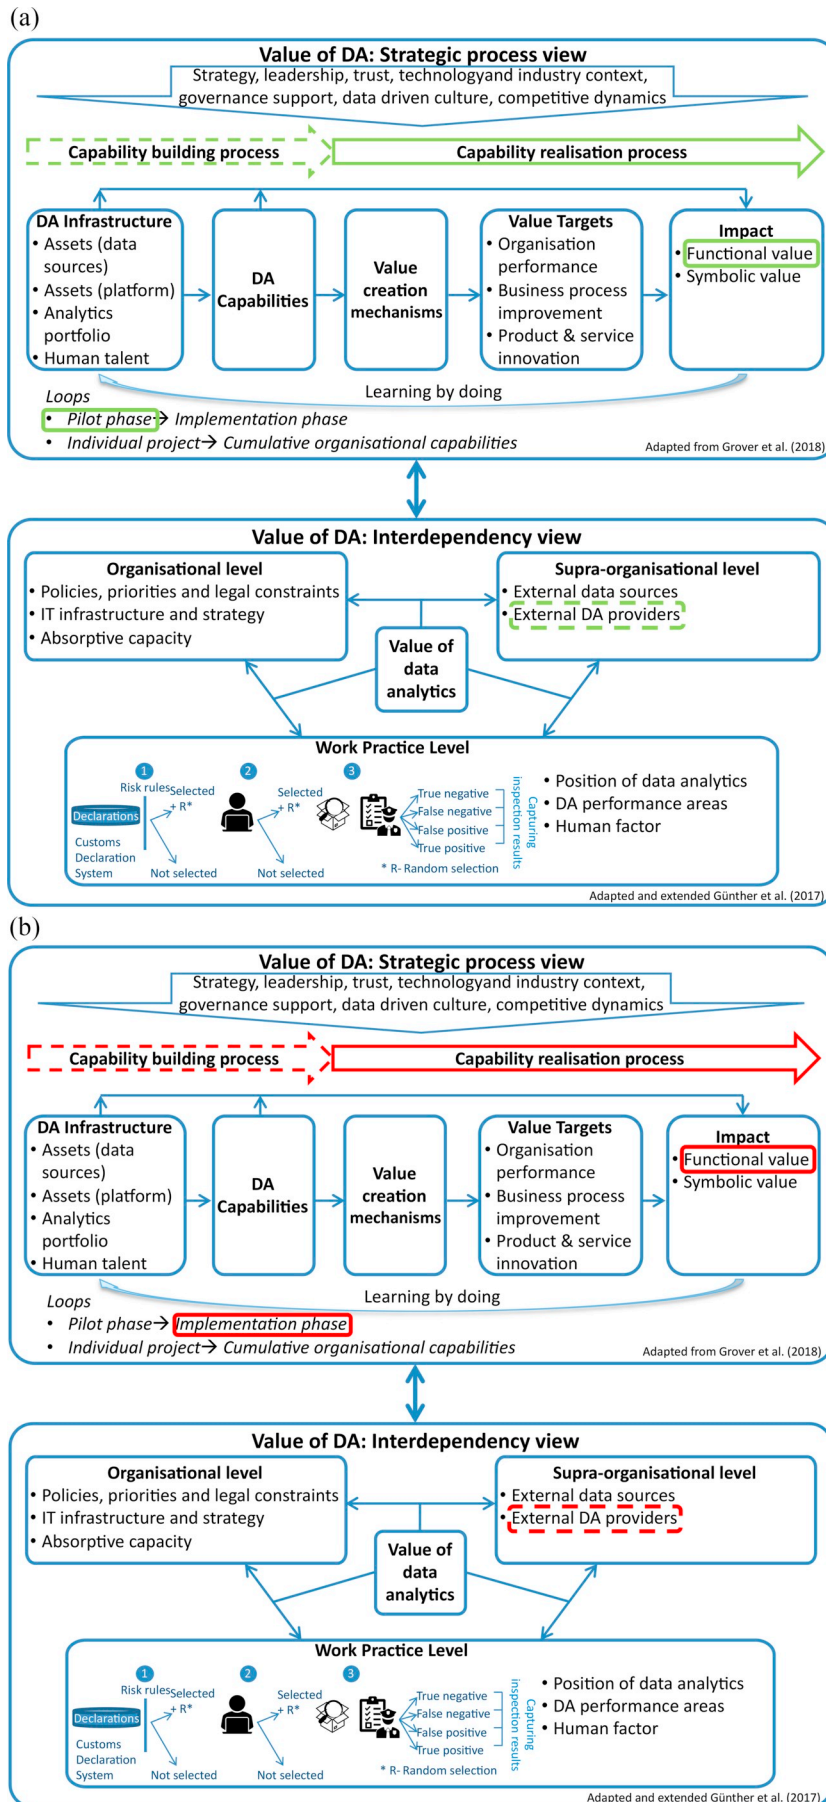 (a)
Value of DA: Strategic process view
Strategy, leadership, trust, technologyand industry context,
governance support, data driven culture, competitive dynamics
Capability building process
Capability realisation process
DA Infrastructure
• Assets (data
sources)
• Assets (platform)
• Analytics
portfolio
• Human talent
DA
Capabilities
Value
creation
mechanisms
Value Targets
• Organisation
performance
• Business process
improvement
• Product & service
innovation
Impact
• Functional value
• Symbolic value
Learning by doing
Loops
• Pilot phase→ Implementation phase
• Individual project→ Cumulative organisational capabilities
Adapted from Grover et al. (2018)
Value of DA: Interdependency view
Organisational level
• Policies, priorities and legal constraints
• IT infrastructure and strategy
• Absorptive capacity
Supra-organisational level
• External data sources
• External DA providers
Value of
data
analytics
Work Practice Level
1
2
3
Risk rules
Selected
+ R*
Declarations
Customs
Declaration
System
Not selected
Selected
+ R*
Not selected
True negative
False negative
False positive
True positive
Capturing
inspection results
* R- Random selection
• Position of data analytics
• DA performance areas
• Human factor
Adapted and extended Günther et al. (2017)
(b)
Value of DA: Strategic process view
Strategy, leadership, trust, technologyand industry context,
governance support, data driven culture, competitive dynamics
Capability building process
Capability realisation process
DA Infrastructure
• Assets (data
sources)
• Assets (platform)
• Analytics
portfolio
• Human talent
DA
Capabilities
Value
creation
mechanisms
Value Targets
• Organisation
performance
• Business process
improvement
• Product & service
innovation
Impact
• Functional value
• Symbolic value
Learning by doing
Loops
• Pilot phase→ Implementation phase
• Individual project→ Cumulative organisational capabilities
Adapted from Grover et al. (2018)
Value of DA: Interdependency view
Organisational level
• Policies, priorities and legal constraints
• IT infrastructure and strategy
• Absorptive capacity
Supra-organisational level
• External data sources
• External DA providers
Value of
data
analytics
Work Practice Level
1
2
3
Risk rules
Selected
+ R*
Declarations
Customs
Declaration
System
Not selected
Selected
+ R*
Not selected
True negative
False negative
False positive
True positive
Capturing
inspection results
* R- Random selection
• Position of data analytics
• DA performance areas
• Human factor
Adapted and extended Günther et al. (2017)